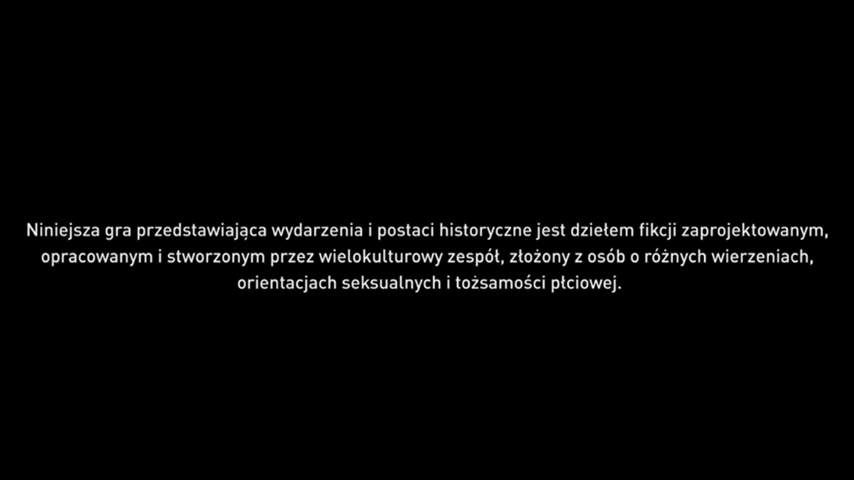 Niniejsza gra przedstawiająca wydarzenia i postaci historyczne jest dziełem fikcji zaprojektowanym,
opracowanym i stworzonym przez wielokulturowy zespół, złożony z osób o różnych wierzeniach,
orientacjach seksualnych i tożsamości płciowej.